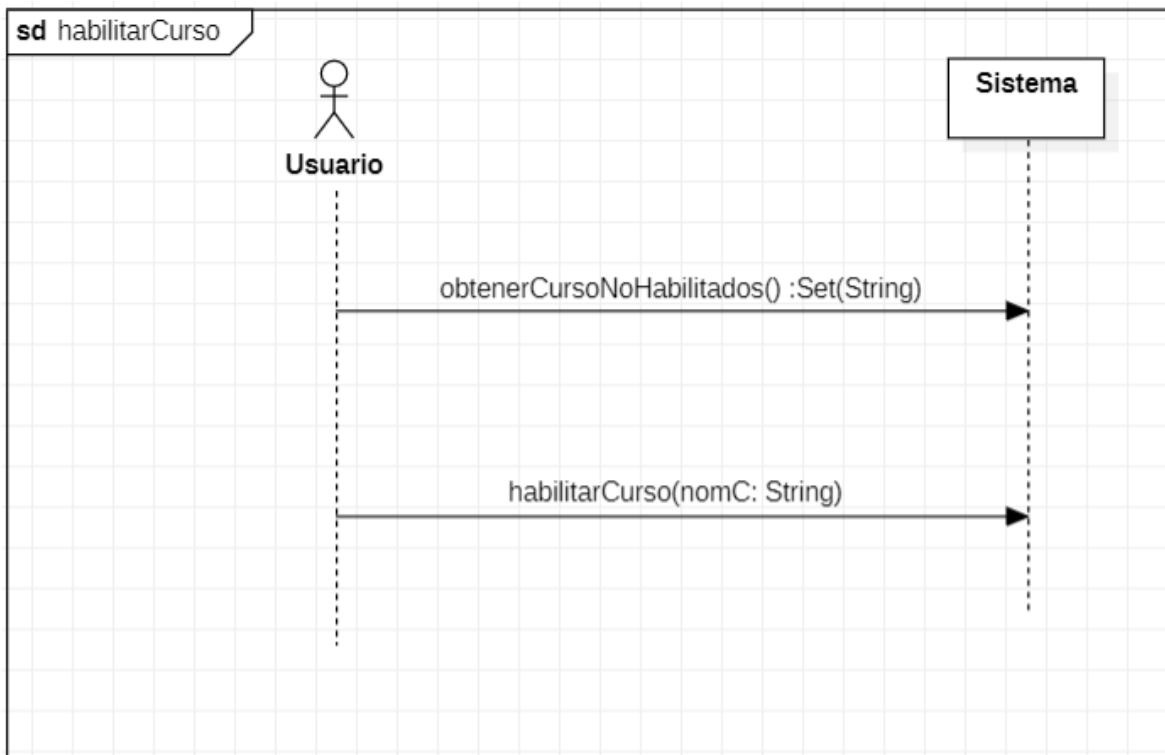 sd habilitarCurso
Sistema
Usuario
obtenerCursoNoHabilitados() :Set(String)
habilitarCurso(nomC: String)